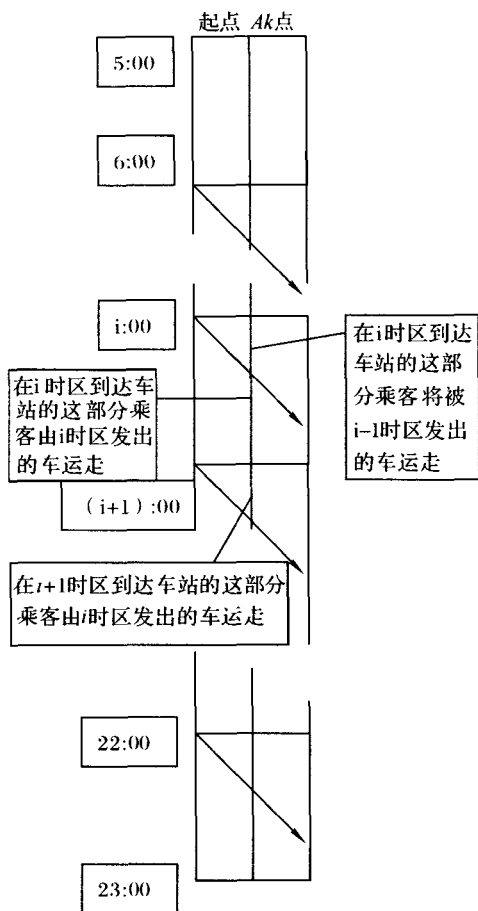 起点 Ak点
5:00
6:00
i:00
在i时区到达
车站的这部
分乘客将被
i-1时区发出
的车运走
在i时区到达车
站的这部分乘
客由i时区发出
的车运走
(i+1):00
在i+1时区到达车站的这部分
乘客由i时区发出的车运走
22:00
23:00